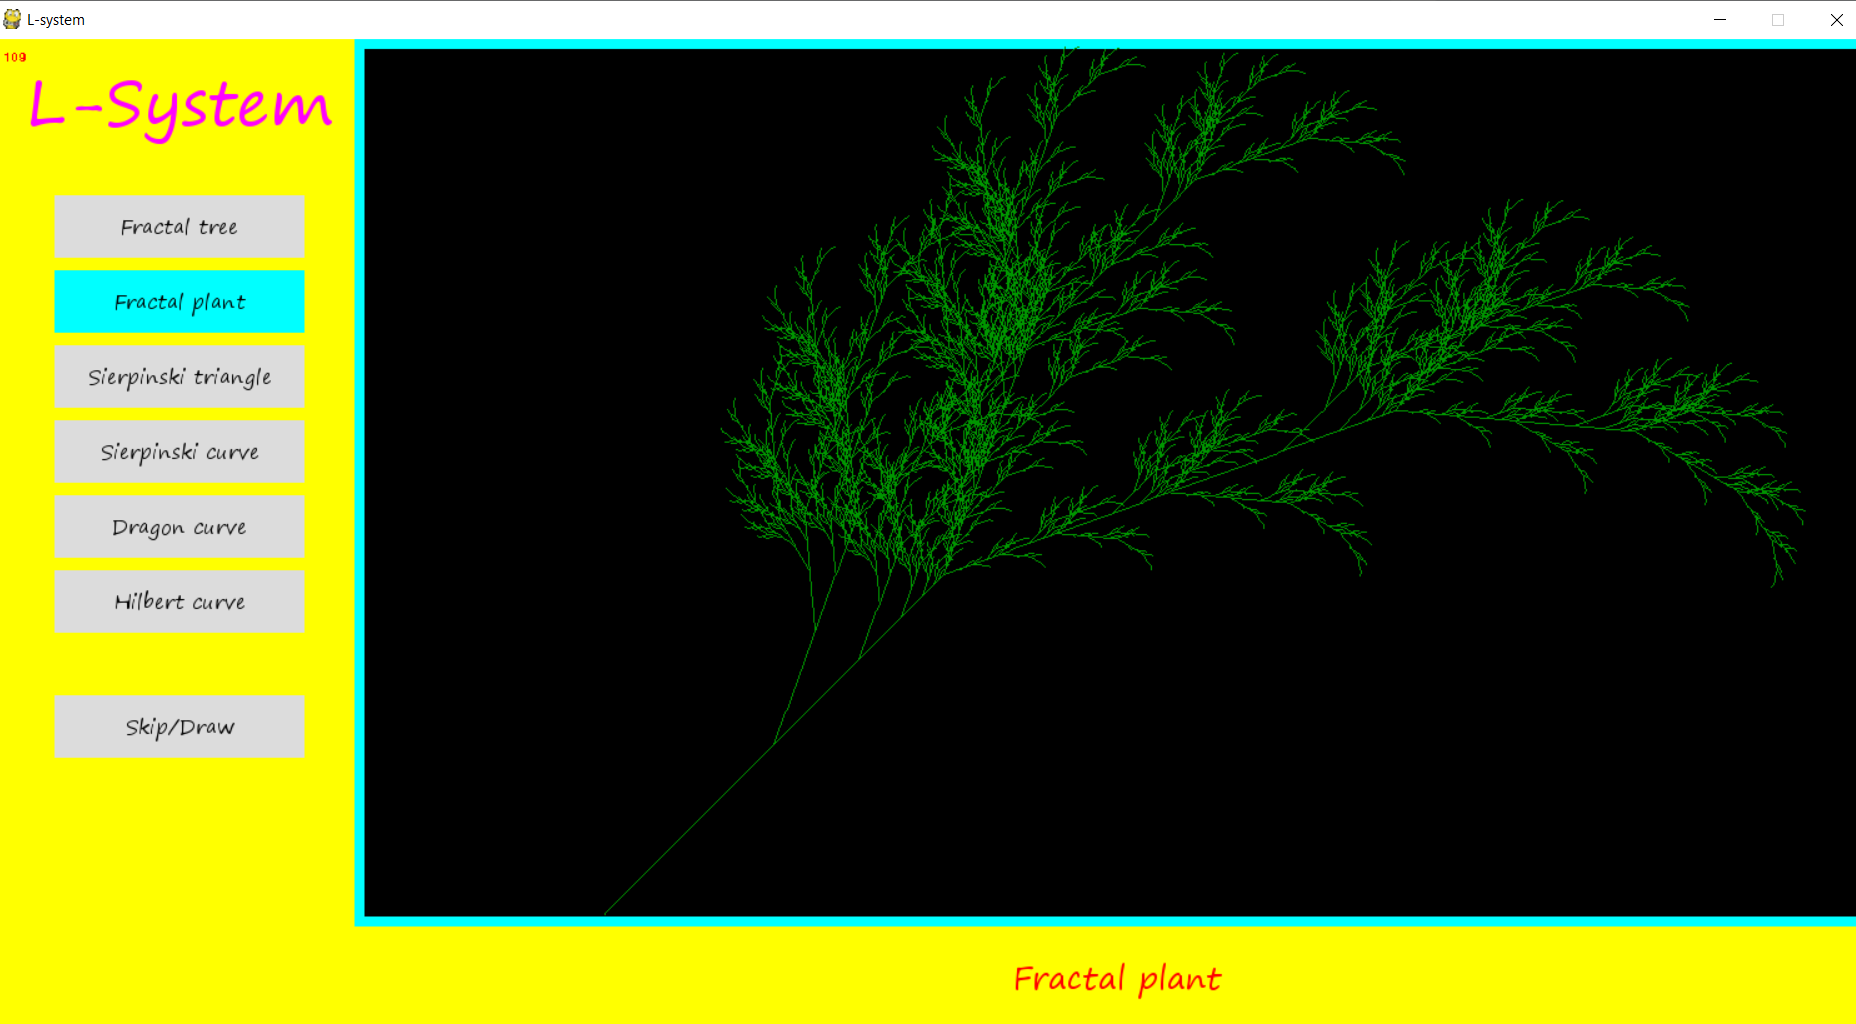 L-system
109
L-System
Fractal tree
Fractal plant
Sierpinski triangle
Sierpinski curve
Dragon curve
Hilbert curve
Skip/Draw
Fractal plant